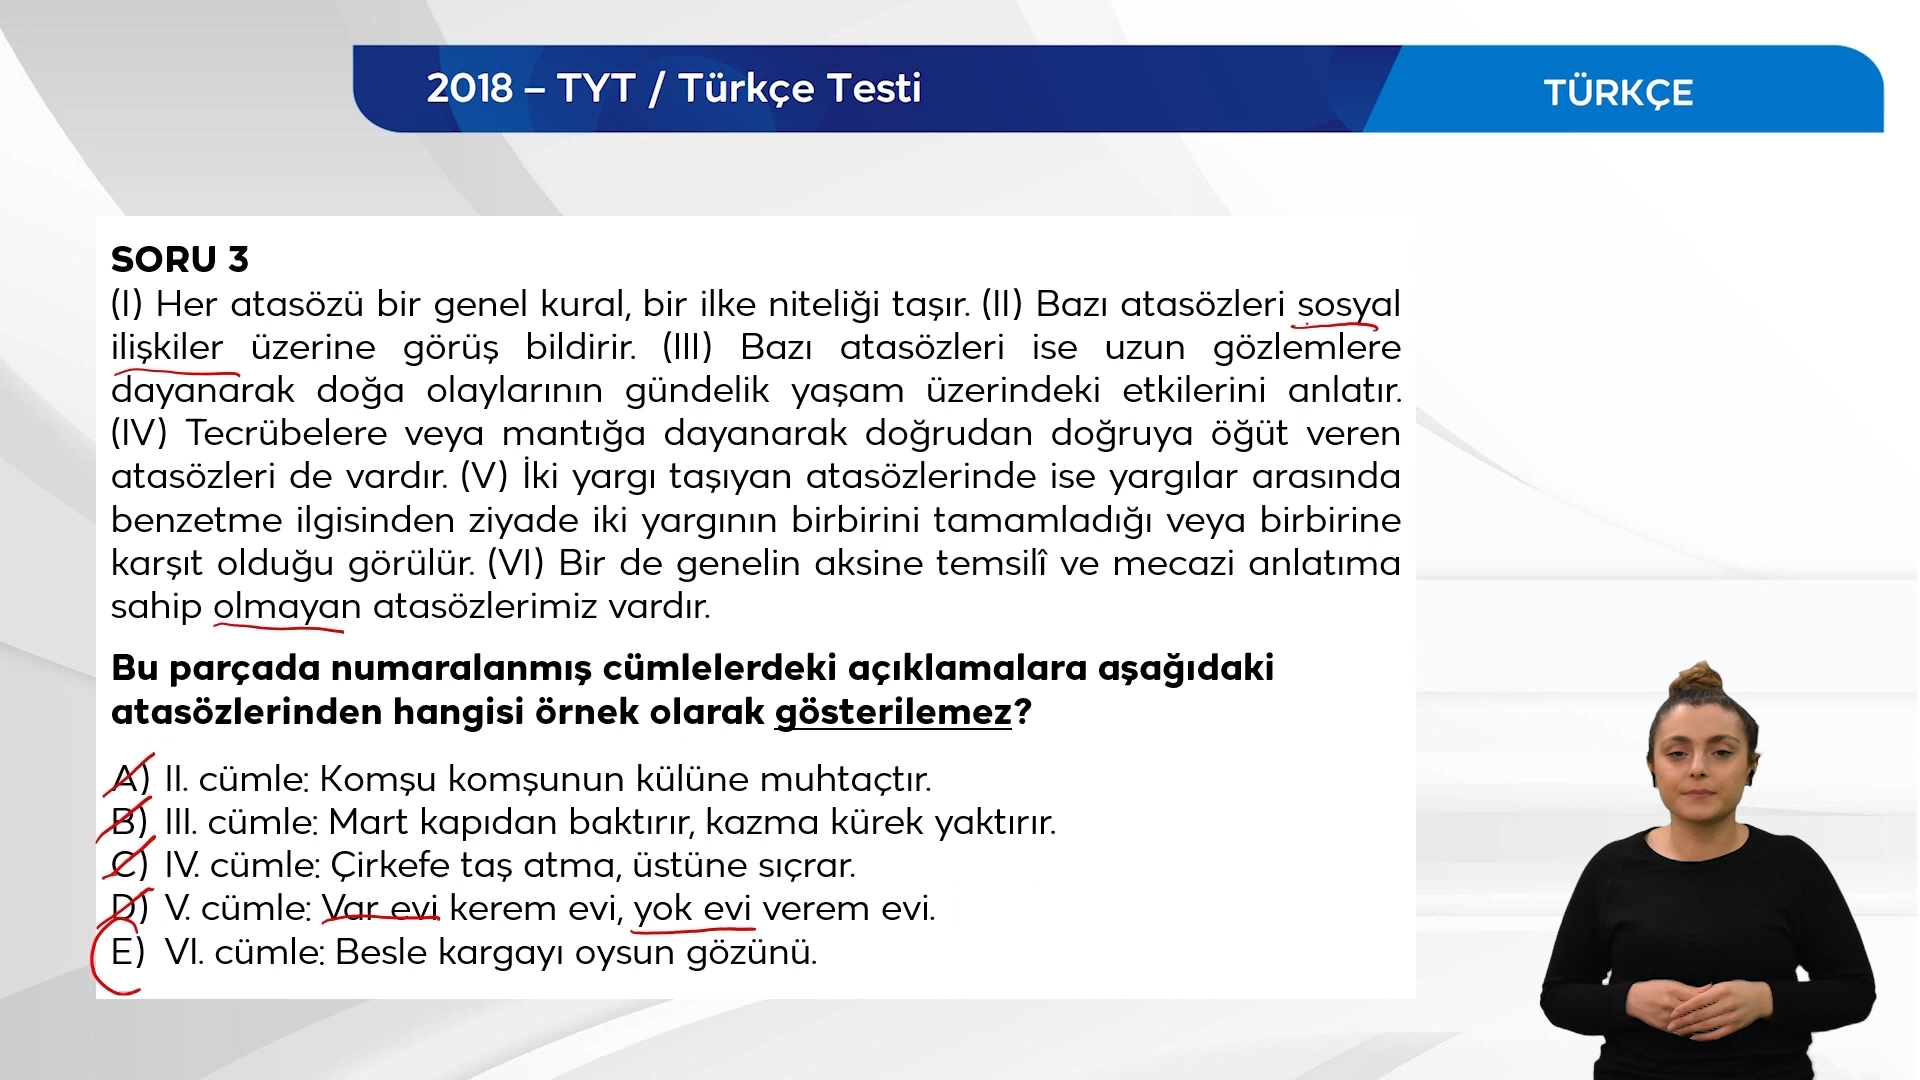 2018 – TYT / Türkçe Testi
TÜRKÇE
SORU 3
(I) Her atasözü bir genel kural, bir ilke niteliği taşır. (II) Bazı atasözleri sosyal
ilişkiler üzerine görüş bildirir. (III) Bazı atasözleri ise uzun gözlemlere
dayanarak doğa olaylarının gündelik yaşam üzerindeki etkilerini anlatır.
(IV) Tecrübelere veya mantığa dayanarak doğrudan doğruya öğüt veren
atasözleri de vardır. (V) İki yargı taşıyan atasözlerinde ise yargılar arasında
benzetme ilgisinden ziyade iki yargının birbirini tamamladığı veya birbirine
karşıt olduğu görülür. (VI) Bir de genelin aksine temsilî ve mecazi anlatıma
sahip olmayan atasözlerimiz vardır.
Bu parçada numaralanmış cümlelerdeki açıklamalara aşağıdaki
atasözlerinden hangisi örnek olarak gösterilemez?
A) II. cümle: Komşu komşunun külüne muhtaçtır.
B) III. cümle: Mart kapıdan baktırır, kazma kürek yaktırır.
C) IV. cümle: Çirkefe taş atma, üstüne sıçrar.
D) V. cümle: Var evi kerem evi, yok evi verem evi.
E) VI. cümle: Besle kargayı oysun gözünü.